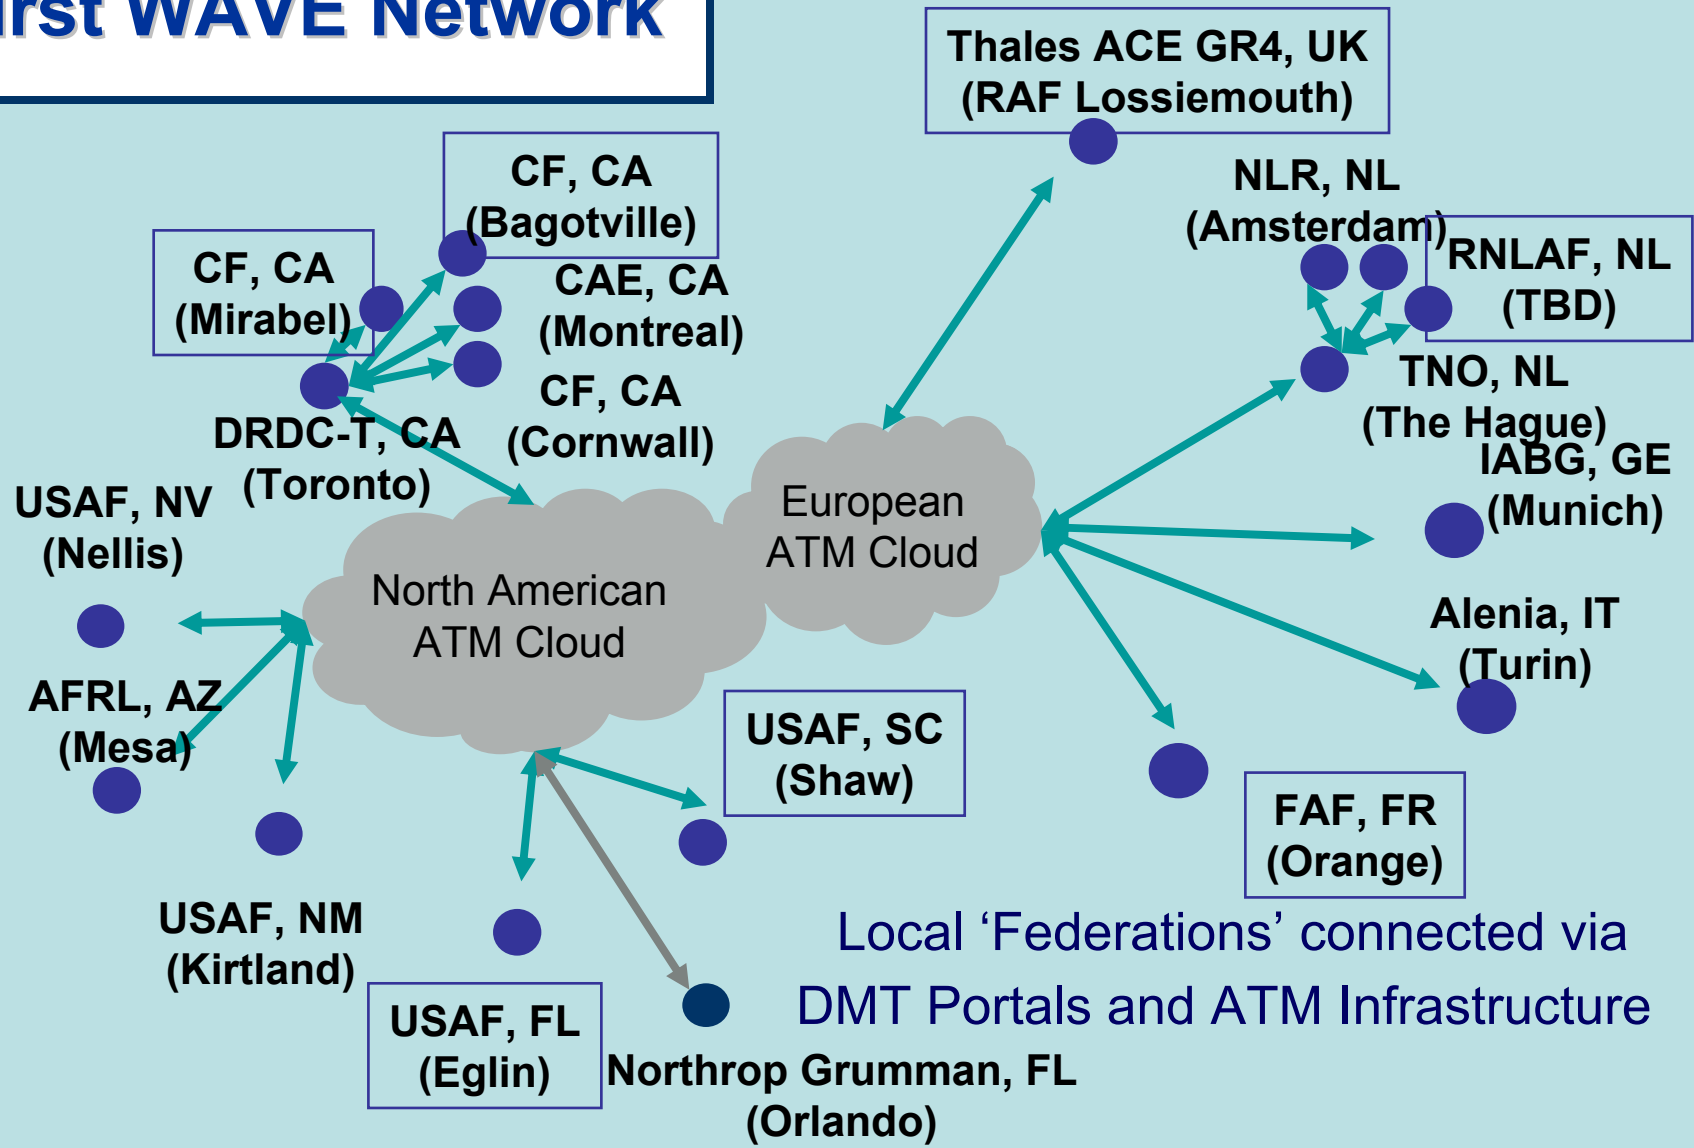 irst WAVE Network
Thales ACE GR4, UK
(RAF Lossiemouth)
CF, CA
(Bagotville)
NLR, NL
(Amsterdam)
CF, CA
(Mirabel)
CAE, CA
(Montreal)
RNLAF, NL
(TBD)
CF, CA
(Cornwall)
TNO, NL
(The Hague)
DRDC-T, CA
(Toronto)
IABG, GE
(Munich)
USAF, NV
(Nellis)
European
ATM Cloud
North American
ATM Cloud
Alenia, IT
(Turin)
AFRL, AZ
(Mesa)
USAF, SC
(Shaw)
FAF, FR
(Orange)
USAF, NM
(Kirtland)
Local ‘Federations’ connected via
DMT Portals and ATM Infrastructure
USAF, FL
(Eglin)
Northrop Grumman, FL
(Orlando)